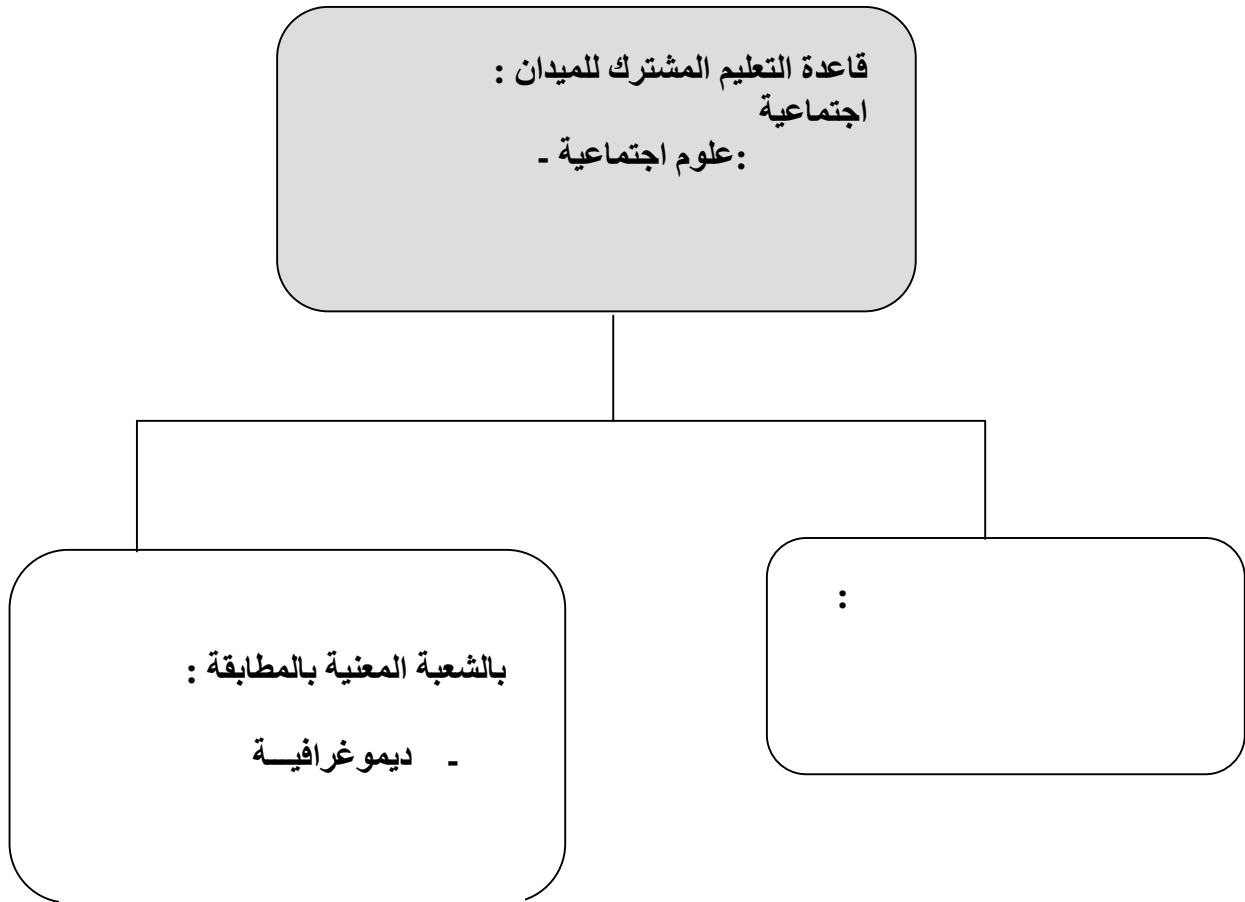 قاعدة التعليم المشترك للميدان :
اجتماعية
:علوم اجتماعية -
:
بالشعبة المعنية بالمطابقة :
- ديموغرافيـــة